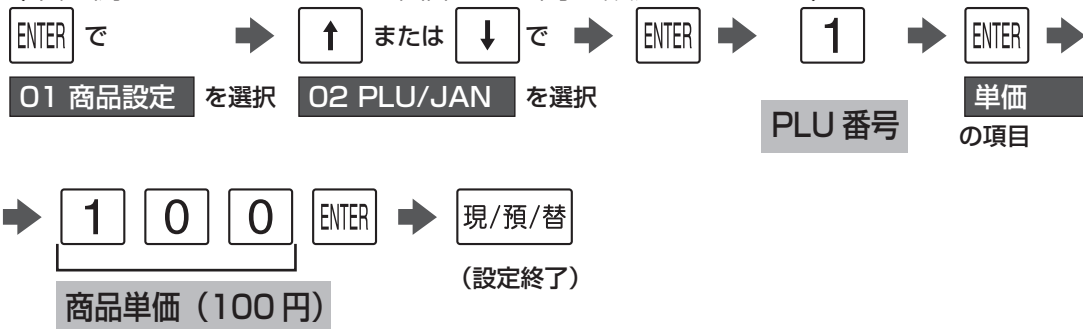 ENTER で ↑ または ↓ で ENTER 1 ENTER
01 商品設定 を選択 02 PLU/JAN を選択 単価
PLU 番号 の項目
1 0 0 ENTER 現/預/替
(設定終了)
商品単価(100円)